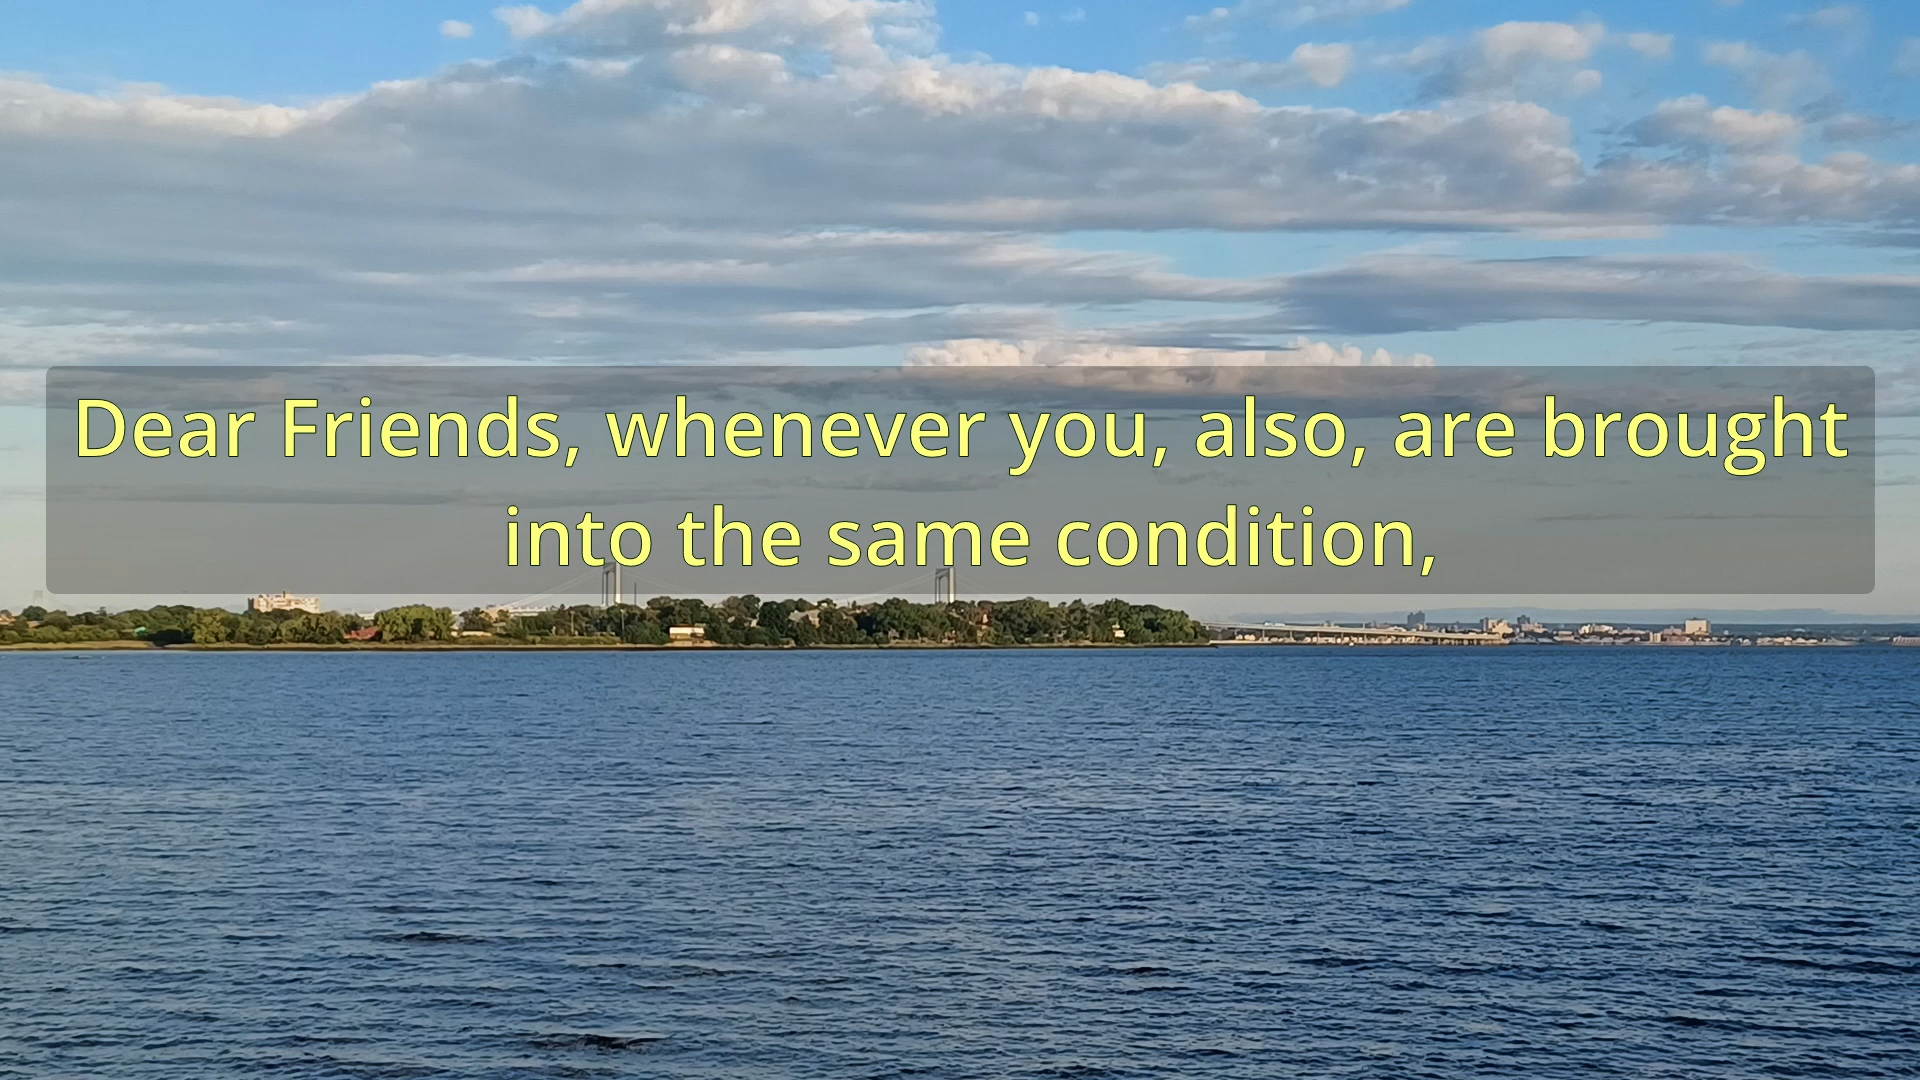 Dear Friends, whenever you, also, are brought
into the same condition,